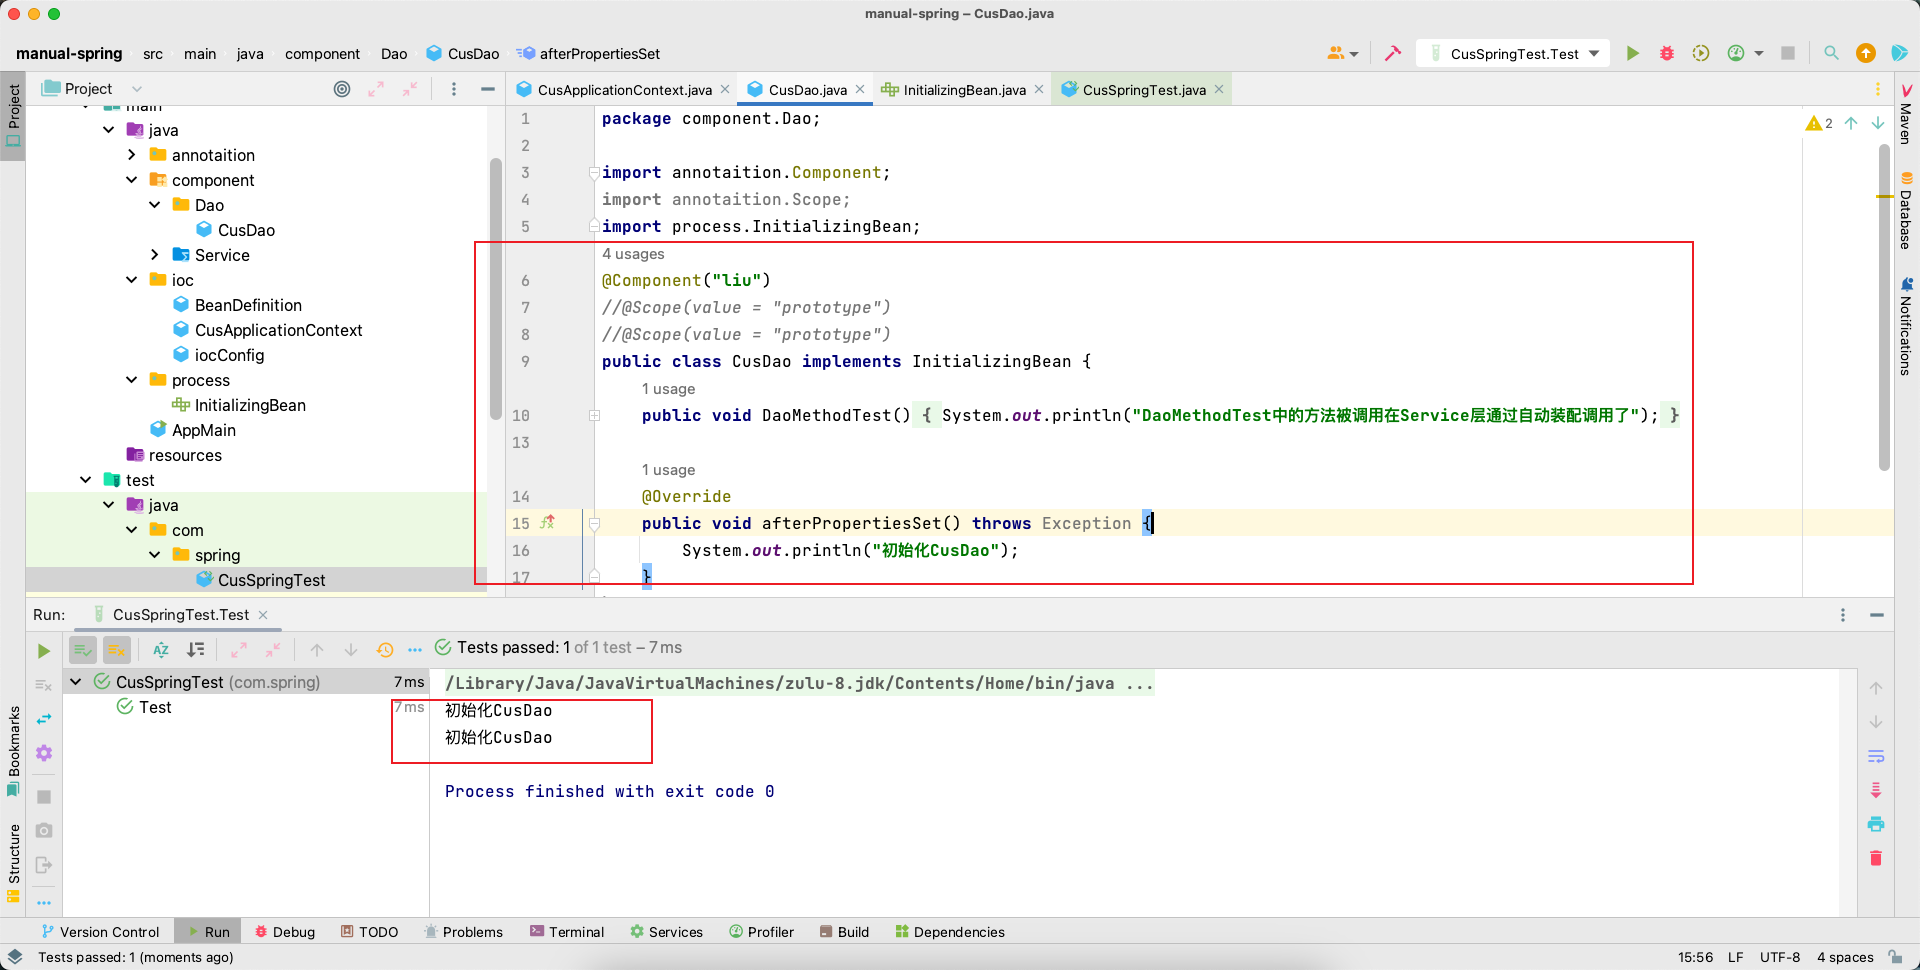 manual-spring – CusDao.java
manual-spring src main java component Dao CusDao afterPropertiesSet
CusSpringTest.Test
Project
CusApplicationContext.java CusDao.java InitializingBean.java CusSpringTest.java
Project
main
java
annotaition
component
Dao
CusDao
Service
ioc
BeanDefinition
CusApplicationContext
iocConfig
process
InitializingBean
AppMain
resources
test
java
com
spring
CusSpringTest
1 package component.Dao;
2
3 import annotaition.Component;
4 import annotaition.Scope;
5 import process.InitializingBean;
4 usages
6 @Component("liu")
7 //@Scope(value = "prototype")
8 //@Scope(value = "prototype")
9 public class CusDao implements InitializingBean {
1 usage
10 public void DaoMethodTest() { System.out.println("DaoMethodTest中的方法被调用在Service层通过自动装配调用了"); }
13
1 usage
14 @Override
15 public void afterPropertiesSet() throws Exception {
16 System.out.println("初始化CusDao");
17 }
2
Maven
Database
Notifications
Run: CusSpringTest.Test
Tests passed: 1 of 1 test – 7 ms
CusSpringTest (com.spring) 7 ms
Test 7 ms
/Library/Java/JavaVirtualMachines/zulu-8.jdk/Contents/Home/bin/java ...
初始化CusDao
初始化CusDao
Process finished with exit code 0
Bookmarks
Structure
Version Control Run Debug TODO Problems Terminal Services Profiler Build Dependencies
Tests passed: 1 (moments ago) 15:56 LF UTF-8 4 spaces